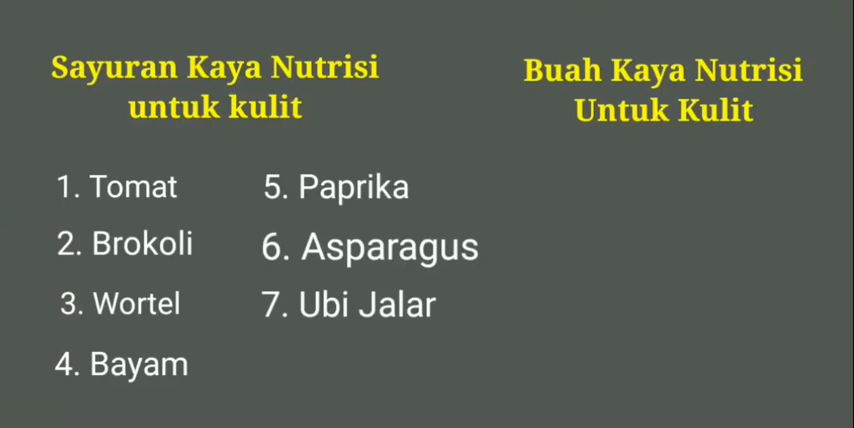 Sayuran Kaya Nutrisi
untuk kulit
1. Tomat
2. Brokoli
3. Wortel
4. Bayam
5. Paprika
6. Asparagus
7. Ubi Jalar
Buah Kaya Nutrisi
Untuk Kulit